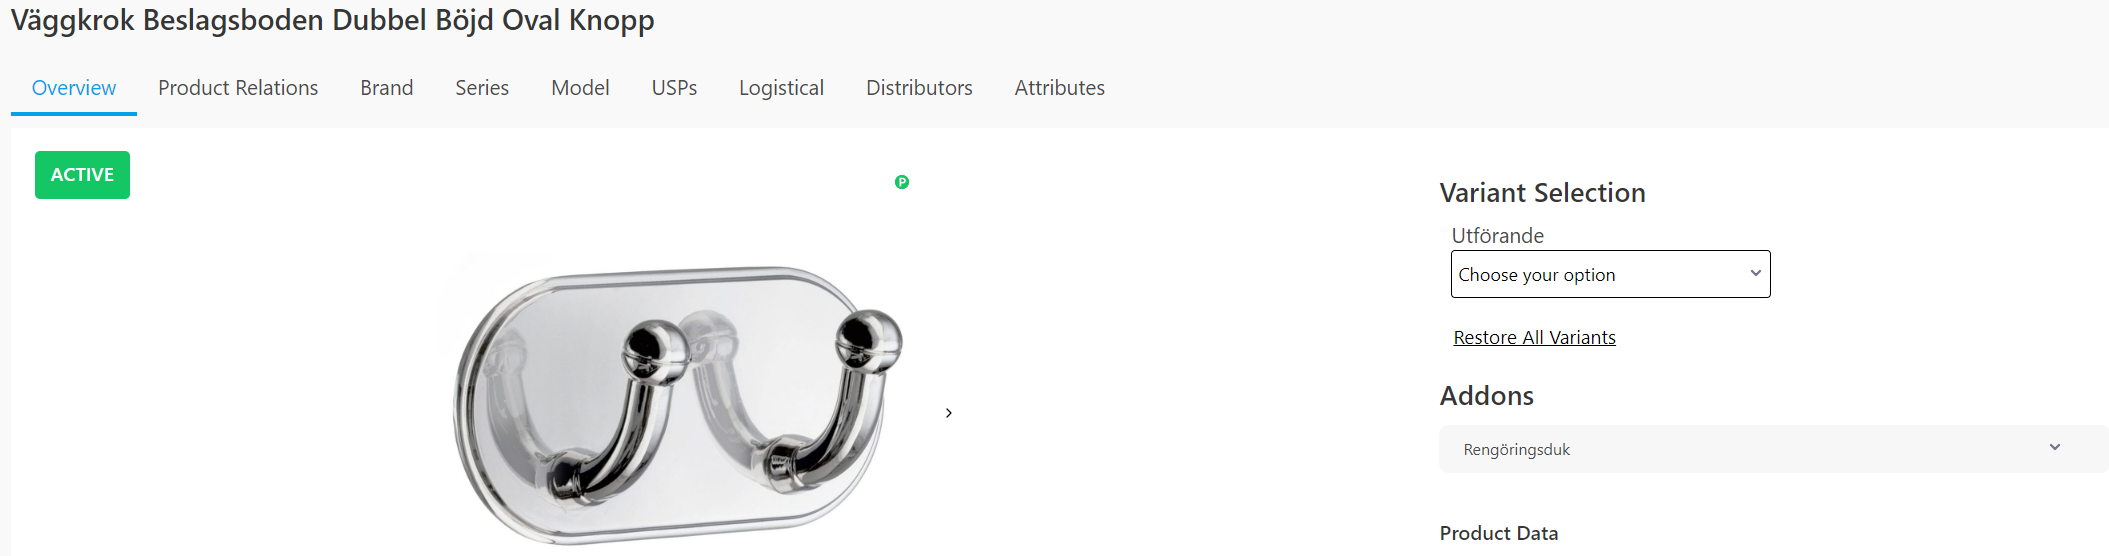 Väggkrok Beslagsboden Dubbel Böjd Oval Knopp
Overview Product Relations Brand Series Model USPs Logistical Distributors Attributes
ACTIVE
P
Variant Selection
Utförande
Choose your option
Restore All Variants
Addons
Rengöringsduk
Product Data